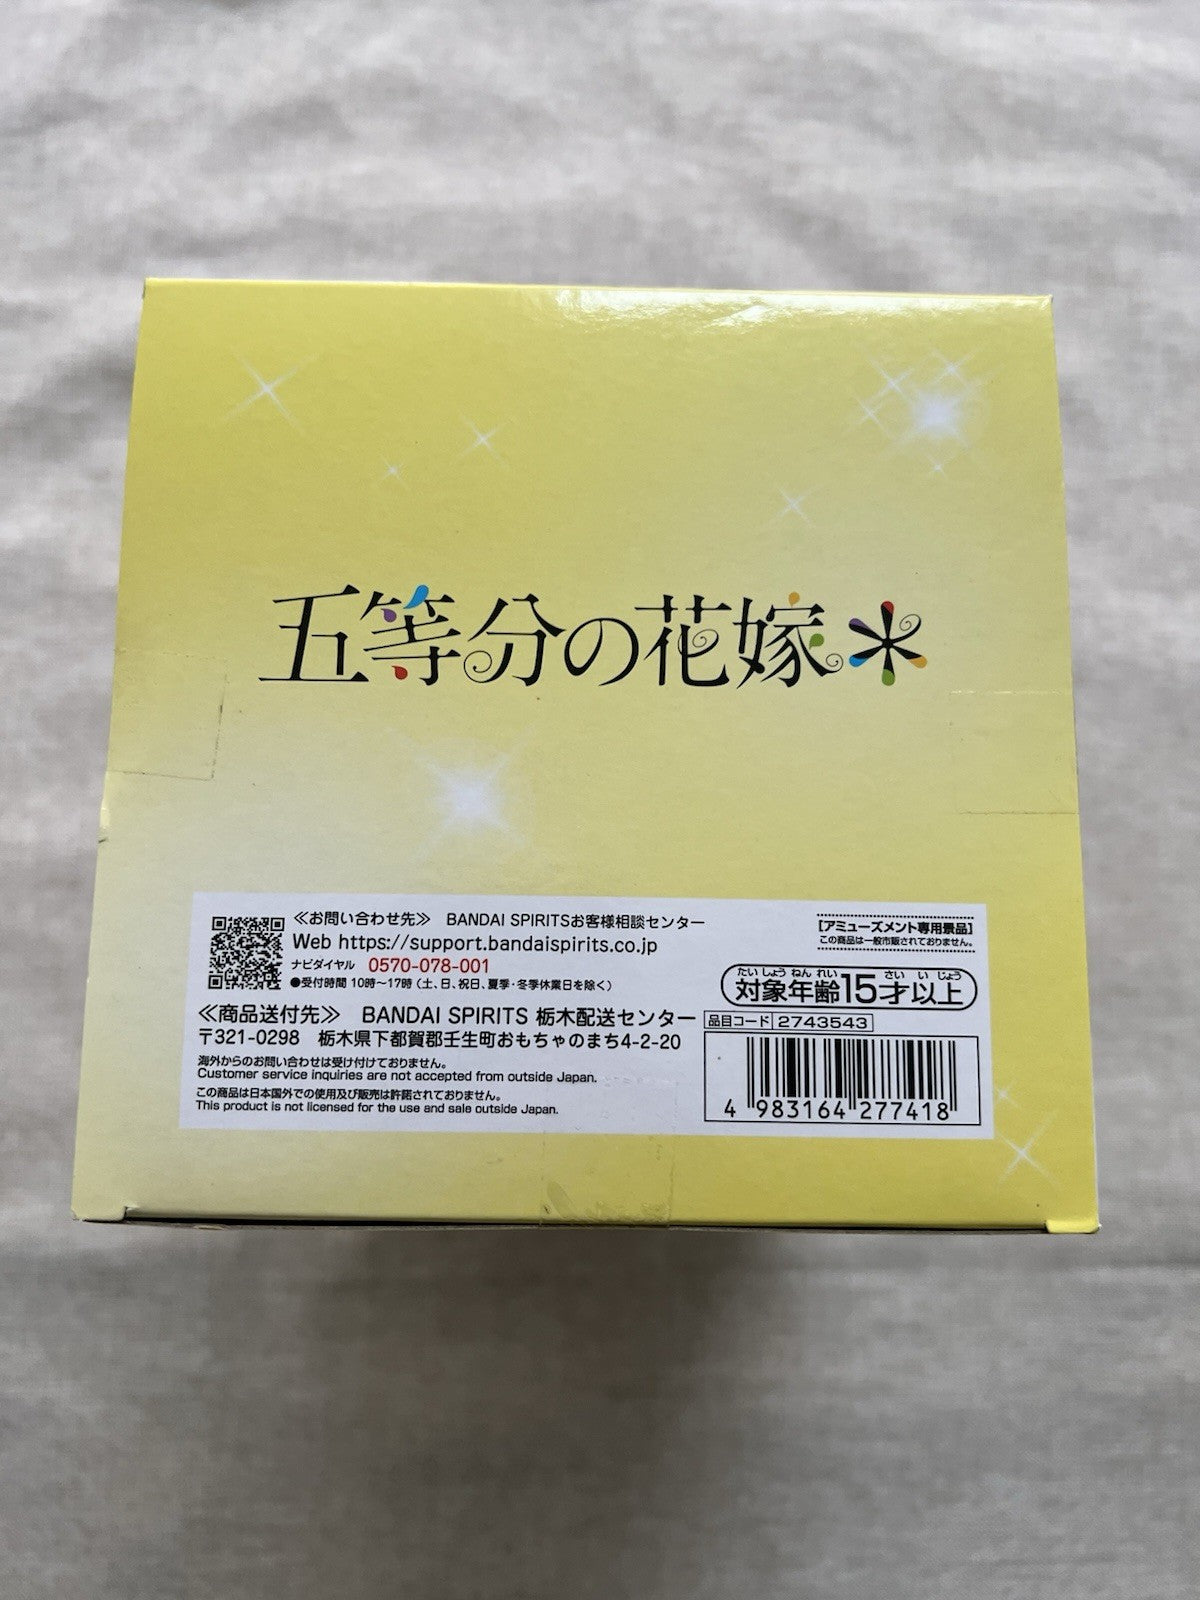 五等分の花嫁*
≪お問い合わせ先≫ BANDAI SPIRITSお客様相談センター
Web https://support.bandaispirits.co.jp
ナビダイヤル 0570-078-001
●受付時間 10時～17時（土、日、祝日、夏季・冬季休業日を除く）
≪商品送付先≫ BANDAI SPIRITS 栃木配送センター
〒321-0298 栃木県下都賀郡壬生町おもちゃのまち4-2-20
海外からのお問い合わせは受け付けておりません。
Customer service inquiries are not accepted from outside Japan.
この商品は日本国外での使用及び販売は許諾されておりません。
This product is not licensed for the use and sale outside Japan.
[アミューズメント専用景品]
この商品は一般市販されておりません。
たいしょうねんれい さい いじょう
対象年齢15才以上
品目コード 2743543
4 983164 277418